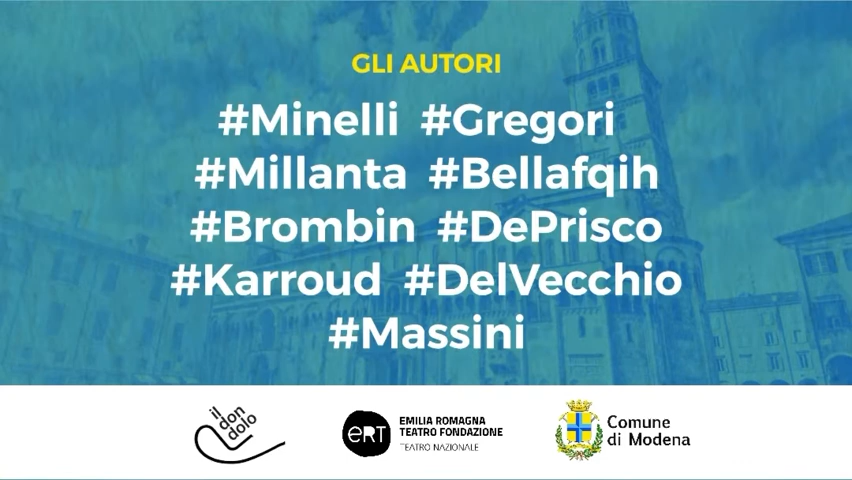 GLI AUTORI
#Minelli #Gregori
#Millanta #Bellafqih
#Brombin #DePrisco
#Karroud #DelVecchio
#Massini
il
don
dolo
eRT
EMILIA ROMAGNA
TEATRO FONDAZIONE
TEATRO NAZIONALE
Comune
di Modena